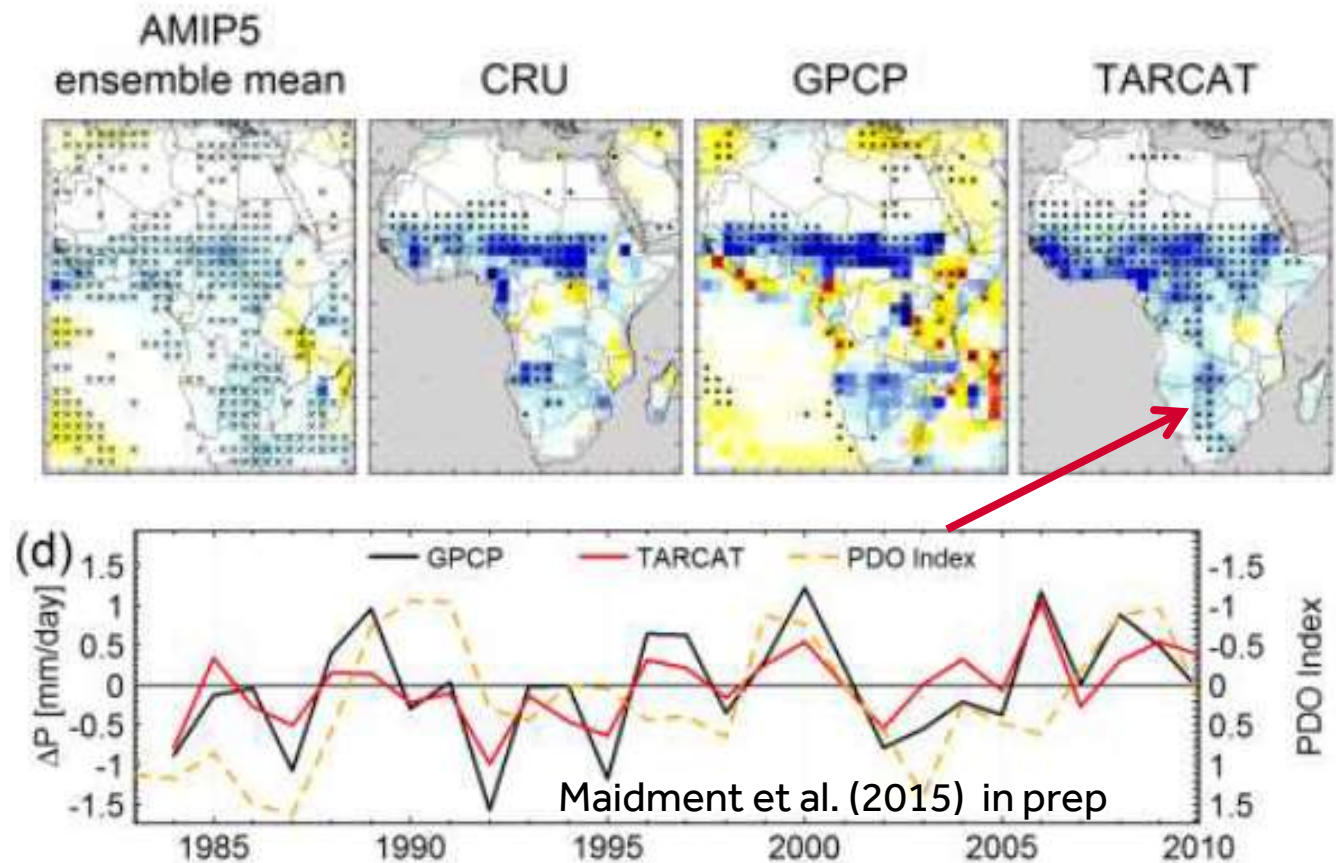 AMIP5
ensemble mean
CRU
GPCP
TARCAT
(d)
GPCP
TARCAT
PDO Index
ΔP [mm/day]
1.5
1
0.5
0
-0.5
-1
-1.5
-1.5
-1
-0.5
0
0.5
1
1.5
PDO Index
Maidment et al. (2015) in prep
1985 1990 1995 2000 2005 2010